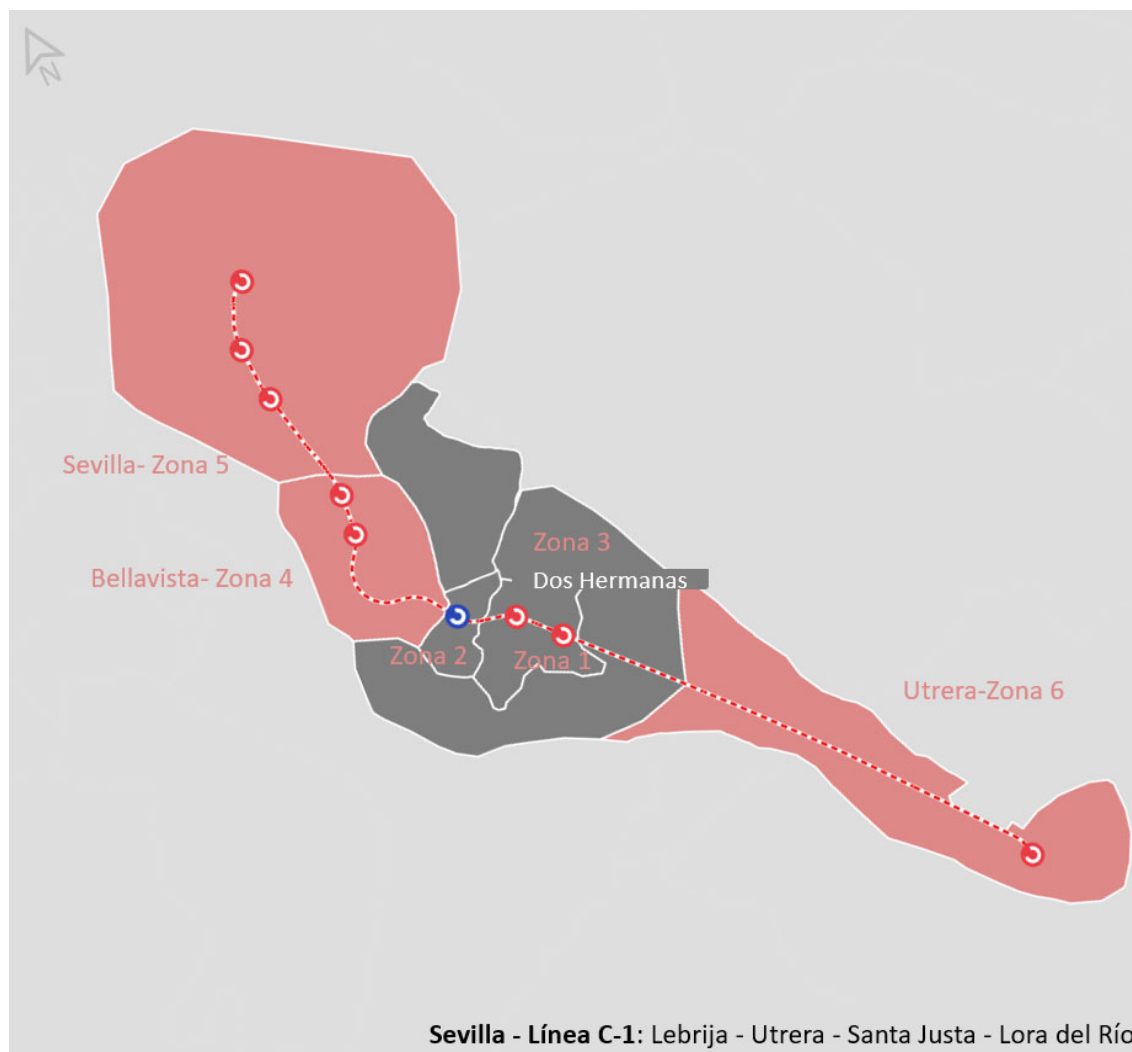 N
Sevilla- Zona 5
Zona 3
Bellavista- Zona 4
Dos Hermanas
Zona 2
Zona 1
Utrera-Zona 6
Sevilla - Línea C-1: Lebrija - Utrera - Santa Justa - Lora del Río